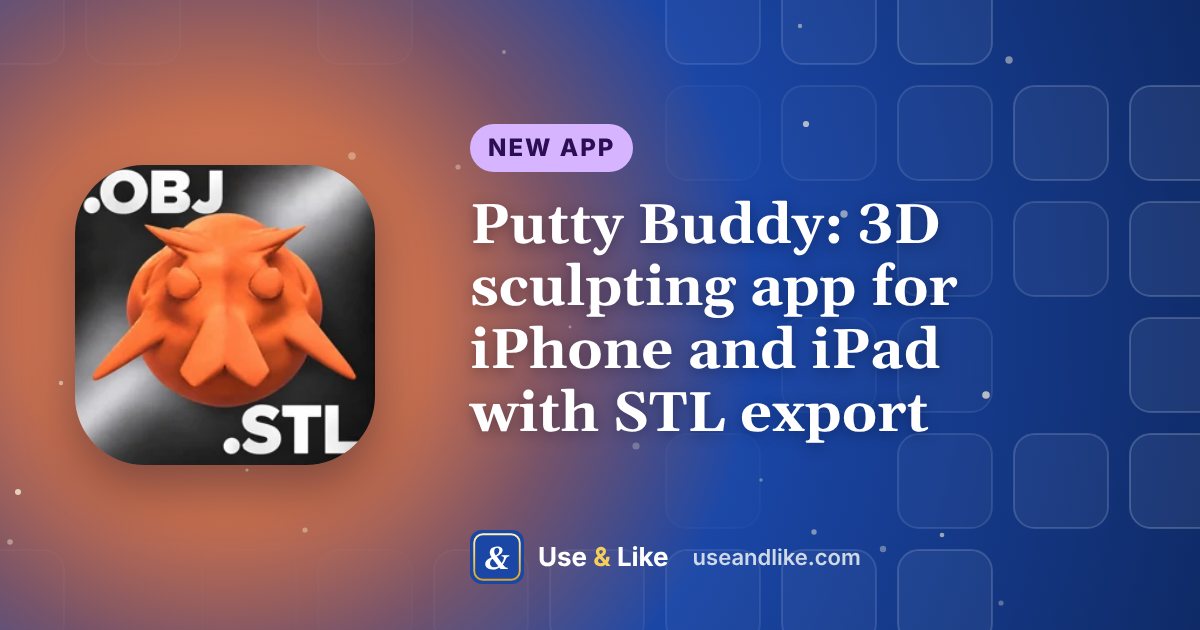 .OBJ
.STL
NEW APP
Putty Buddy: 3D
sculpting app for
iPhone and iPad
with STL export
& Use & Like useandlike.com